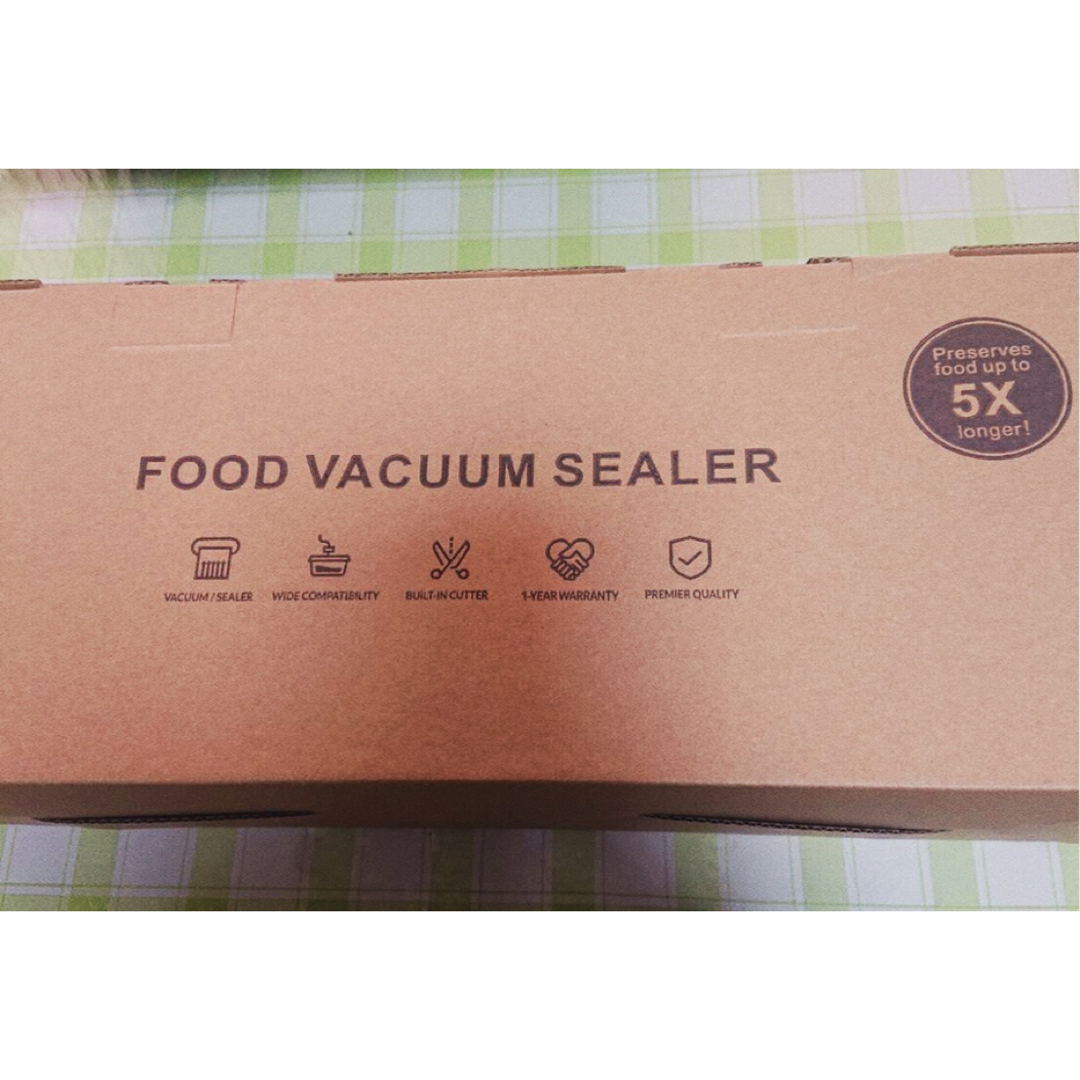 Preserves
food up to
5X
longer!
FOOD VACUUM SEALER
VACUUM / SEALER
WIDE COMPATIBILITY
BUILT-IN CUTTER
1-YEAR WARRANTY
PREMIER QUALITY